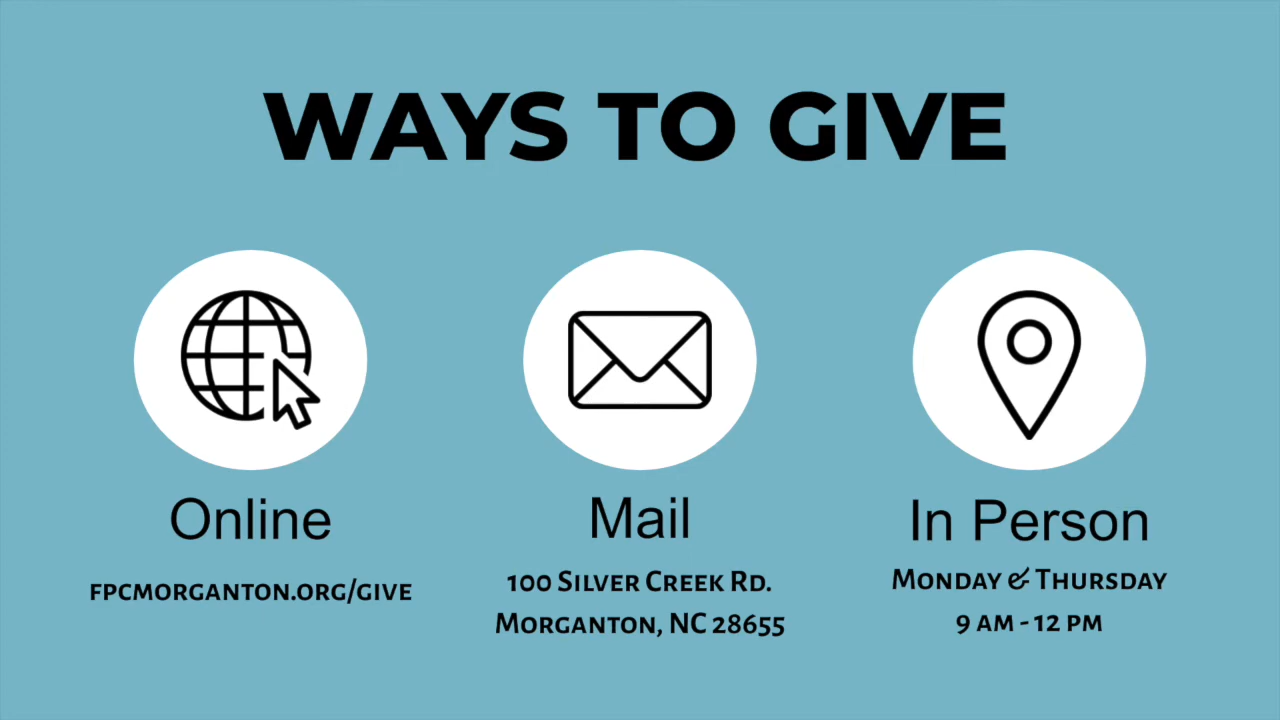 WAYS TO GIVE
Online
FPCMORGANTON.ORG/GIVE
Mail
100 Silver Creek Rd.
Morganton, NC 28655
In Person
Monday & Thursday
9 am - 12 pm